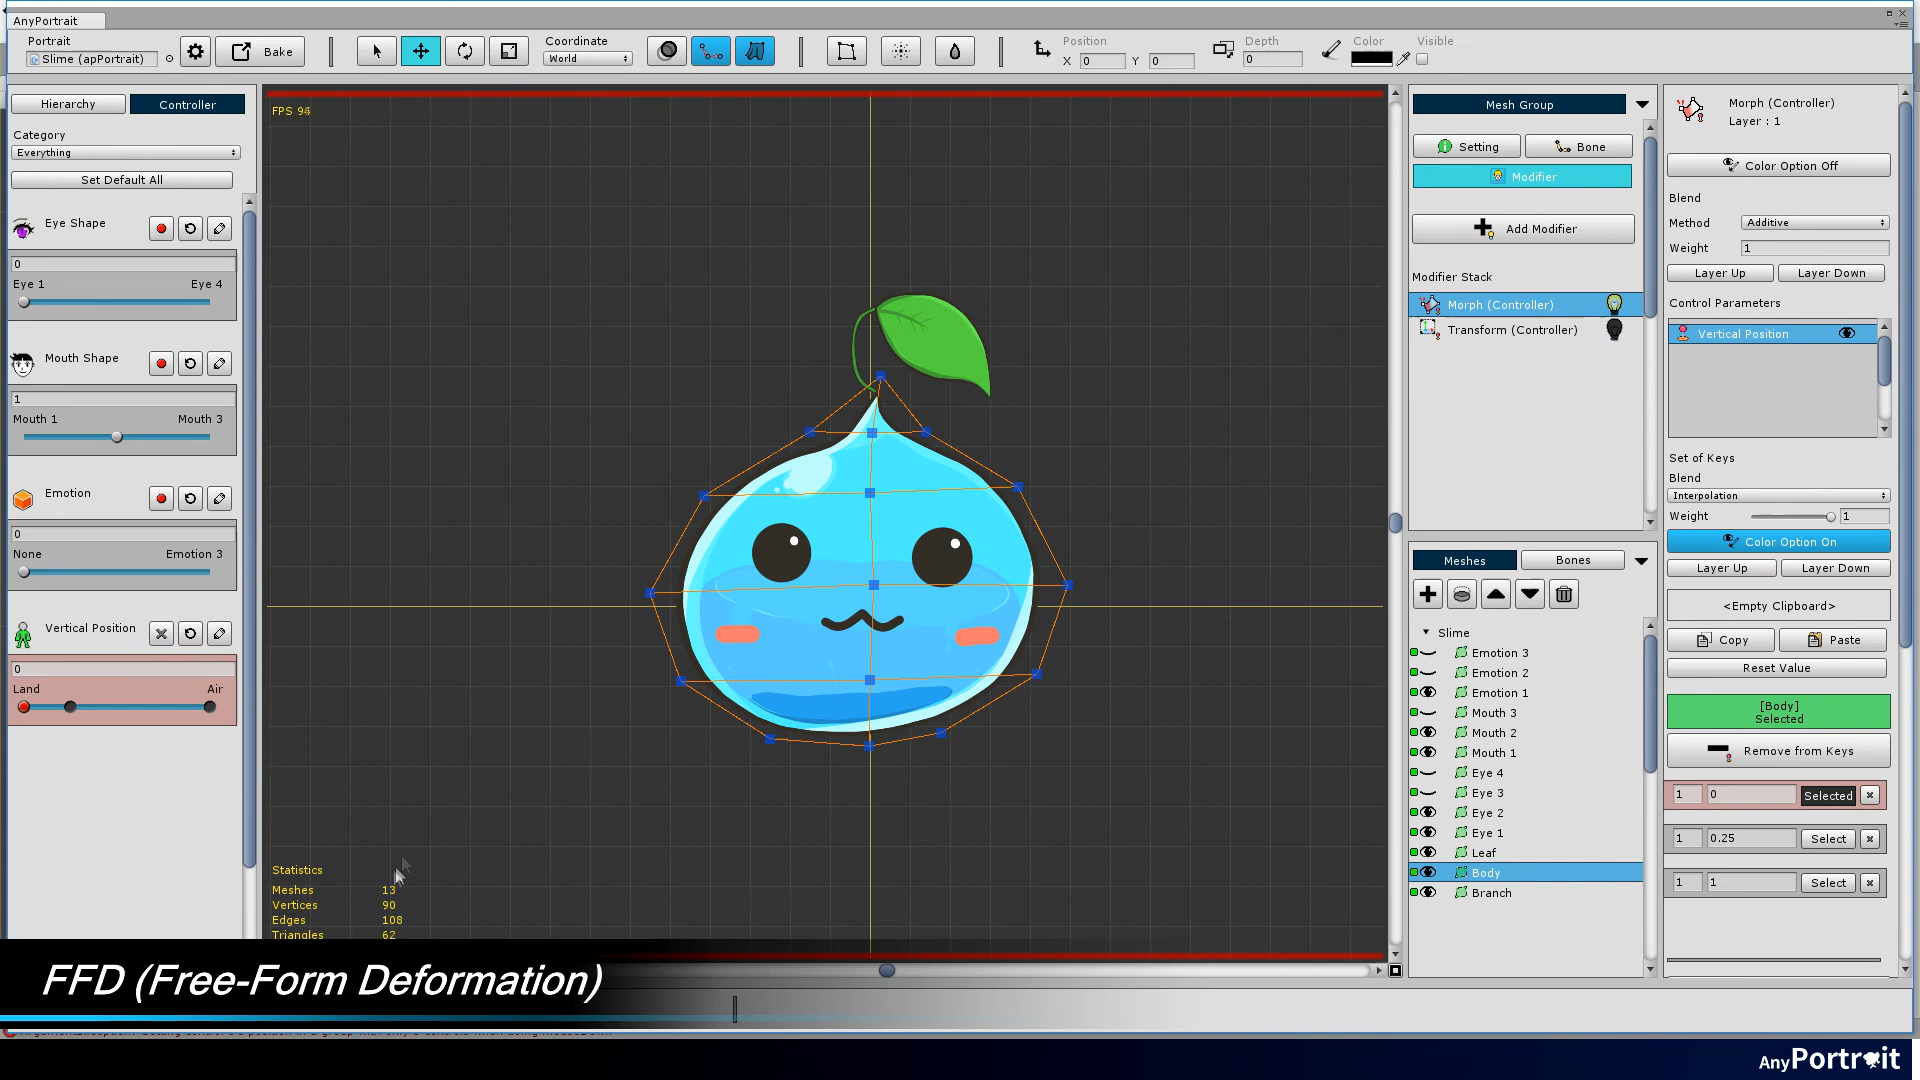 AnyPortrait
Portrait
Slime (apPortrait)
Bake
Coordinate
World
Position
X 0 Y 0
Depth
0
Color
Visible
Hierarchy
Controller
Category
Everything
Set Default All
Eye Shape
0
Eye 1 Eye 4
Mouth Shape
1
Mouth 1 Mouth 3
Emotion
0
None Emotion 3
Vertical Position
0
Land Air
FPS 94
Statistics
Meshes 13
Vertices 90
Edges 108
Triangles 62
Mesh Group
Setting
Bone
Modifier
Add Modifier
Modifier Stack
Morph (Controller)
Transform (Controller)
Meshes
Bones
Slime
Emotion 3
Emotion 2
Emotion 1
Mouth 3
Mouth 2
Mouth 1
Eye 4
Eye 3
Eye 2
Eye 1
Leaf
Body
Branch
Morph (Controller)
Layer : 1
Color Option Off
Blend
Method Additive
Weight 1
Layer Up Layer Down
Control Parameters
Vertical Position
Set of Keys
Blend
Interpolation
Weight 1
Color Option On
Layer Up Layer Down
<Empty Clipboard>
Copy Paste
Reset Value
[Body]
Selected
Remove from Keys
1 0 Selected
1 0.25 Select
1 1 Select
FFD (Free-Form Deformation)
AnyPortrait